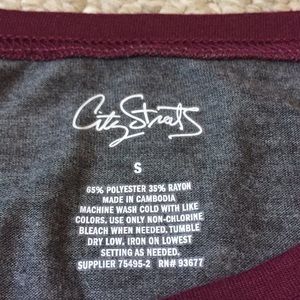 City Streets
S
65% POLYESTER 35% RAYON
MADE IN CAMBODIA
MACHINE WASH COLD WITH LIKE
COLORS. USE ONLY NON-CHLORINE
BLEACH WHEN NEEDED. TUMBLE
DRY LOW. IRON ON LOWEST
SETTING AS NEEDED.
SUPPLIER 75495-2 RN# 93677